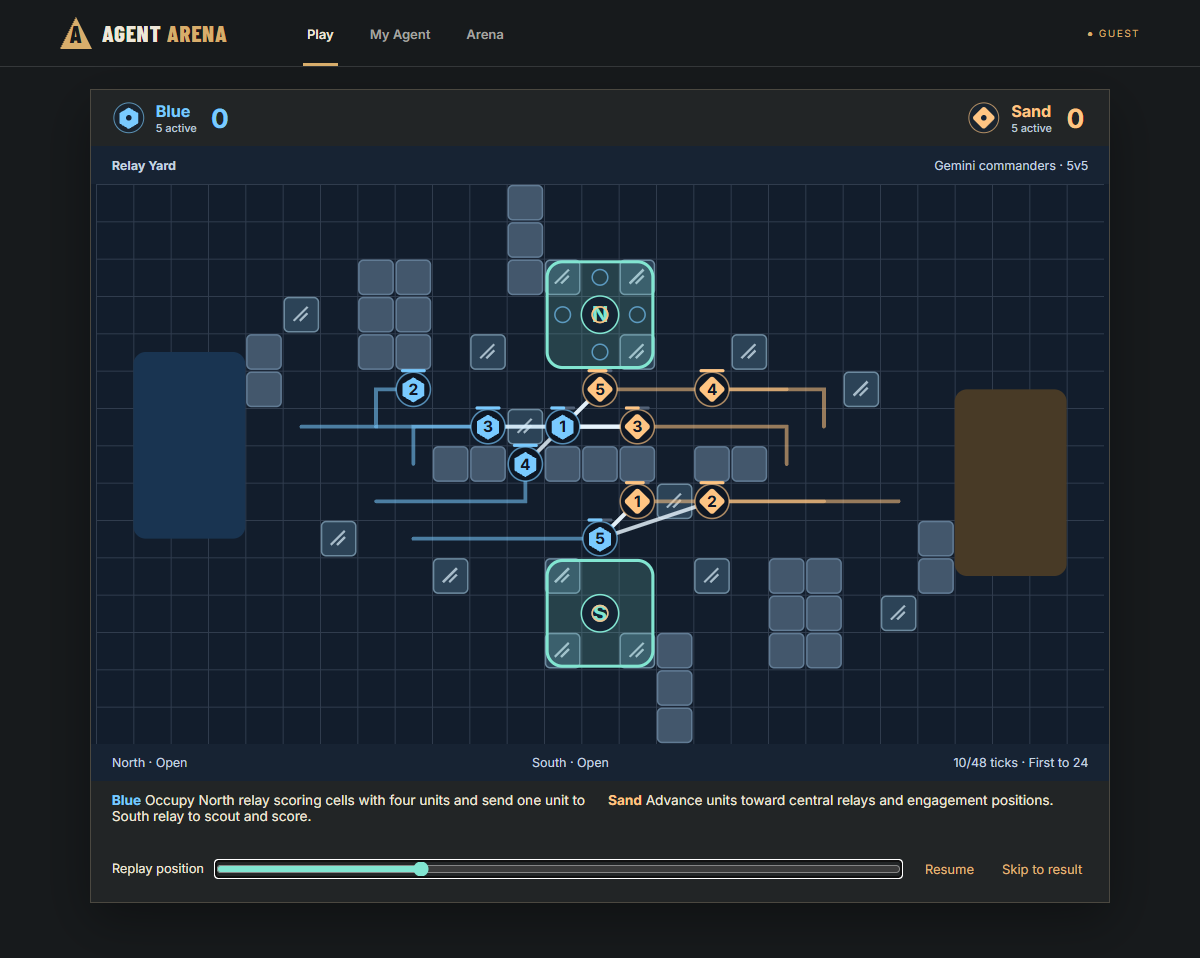 A AGENT ARENA
Play
My Agent
Arena
GUEST
Blue
5 active
0
Sand
5 active
0
Relay Yard
Gemini commanders · 5v5
N
2
5
4
3
1
3
4
1
2
5
S
North · Open
South · Open
10/48 ticks · First to 24
Blue Occupy North relay scoring cells with four units and send one unit to
South relay to scout and score.
Sand Advance units toward central relays and engagement positions.
Replay position
Resume
Skip to result